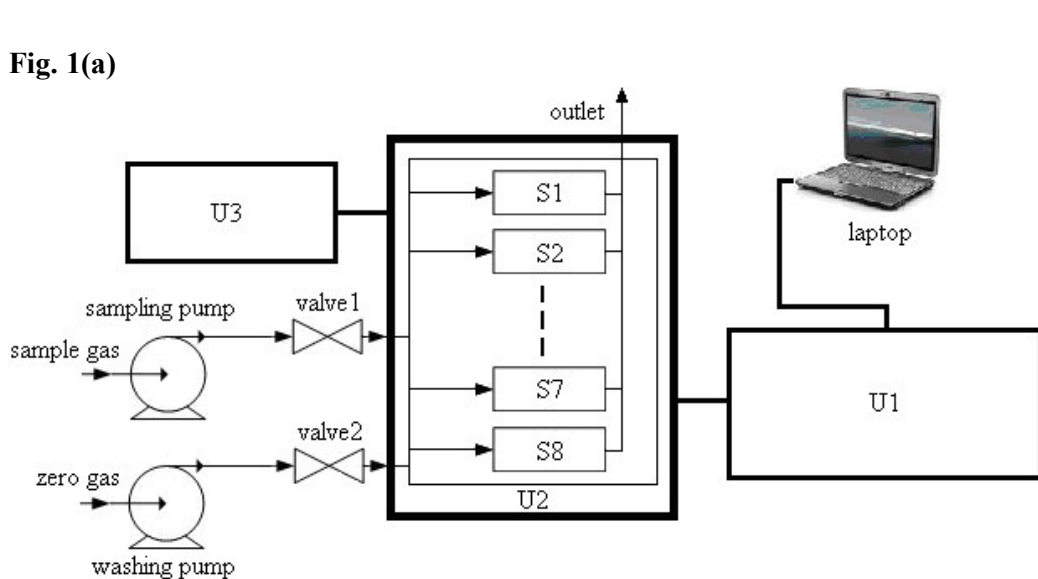 Fig. 1(a)
outlet
S1
U3
S2
laptop
sampling pump
valve1
sample gas
S7
U1
valve2
S8
zero gas
U2
washing pump